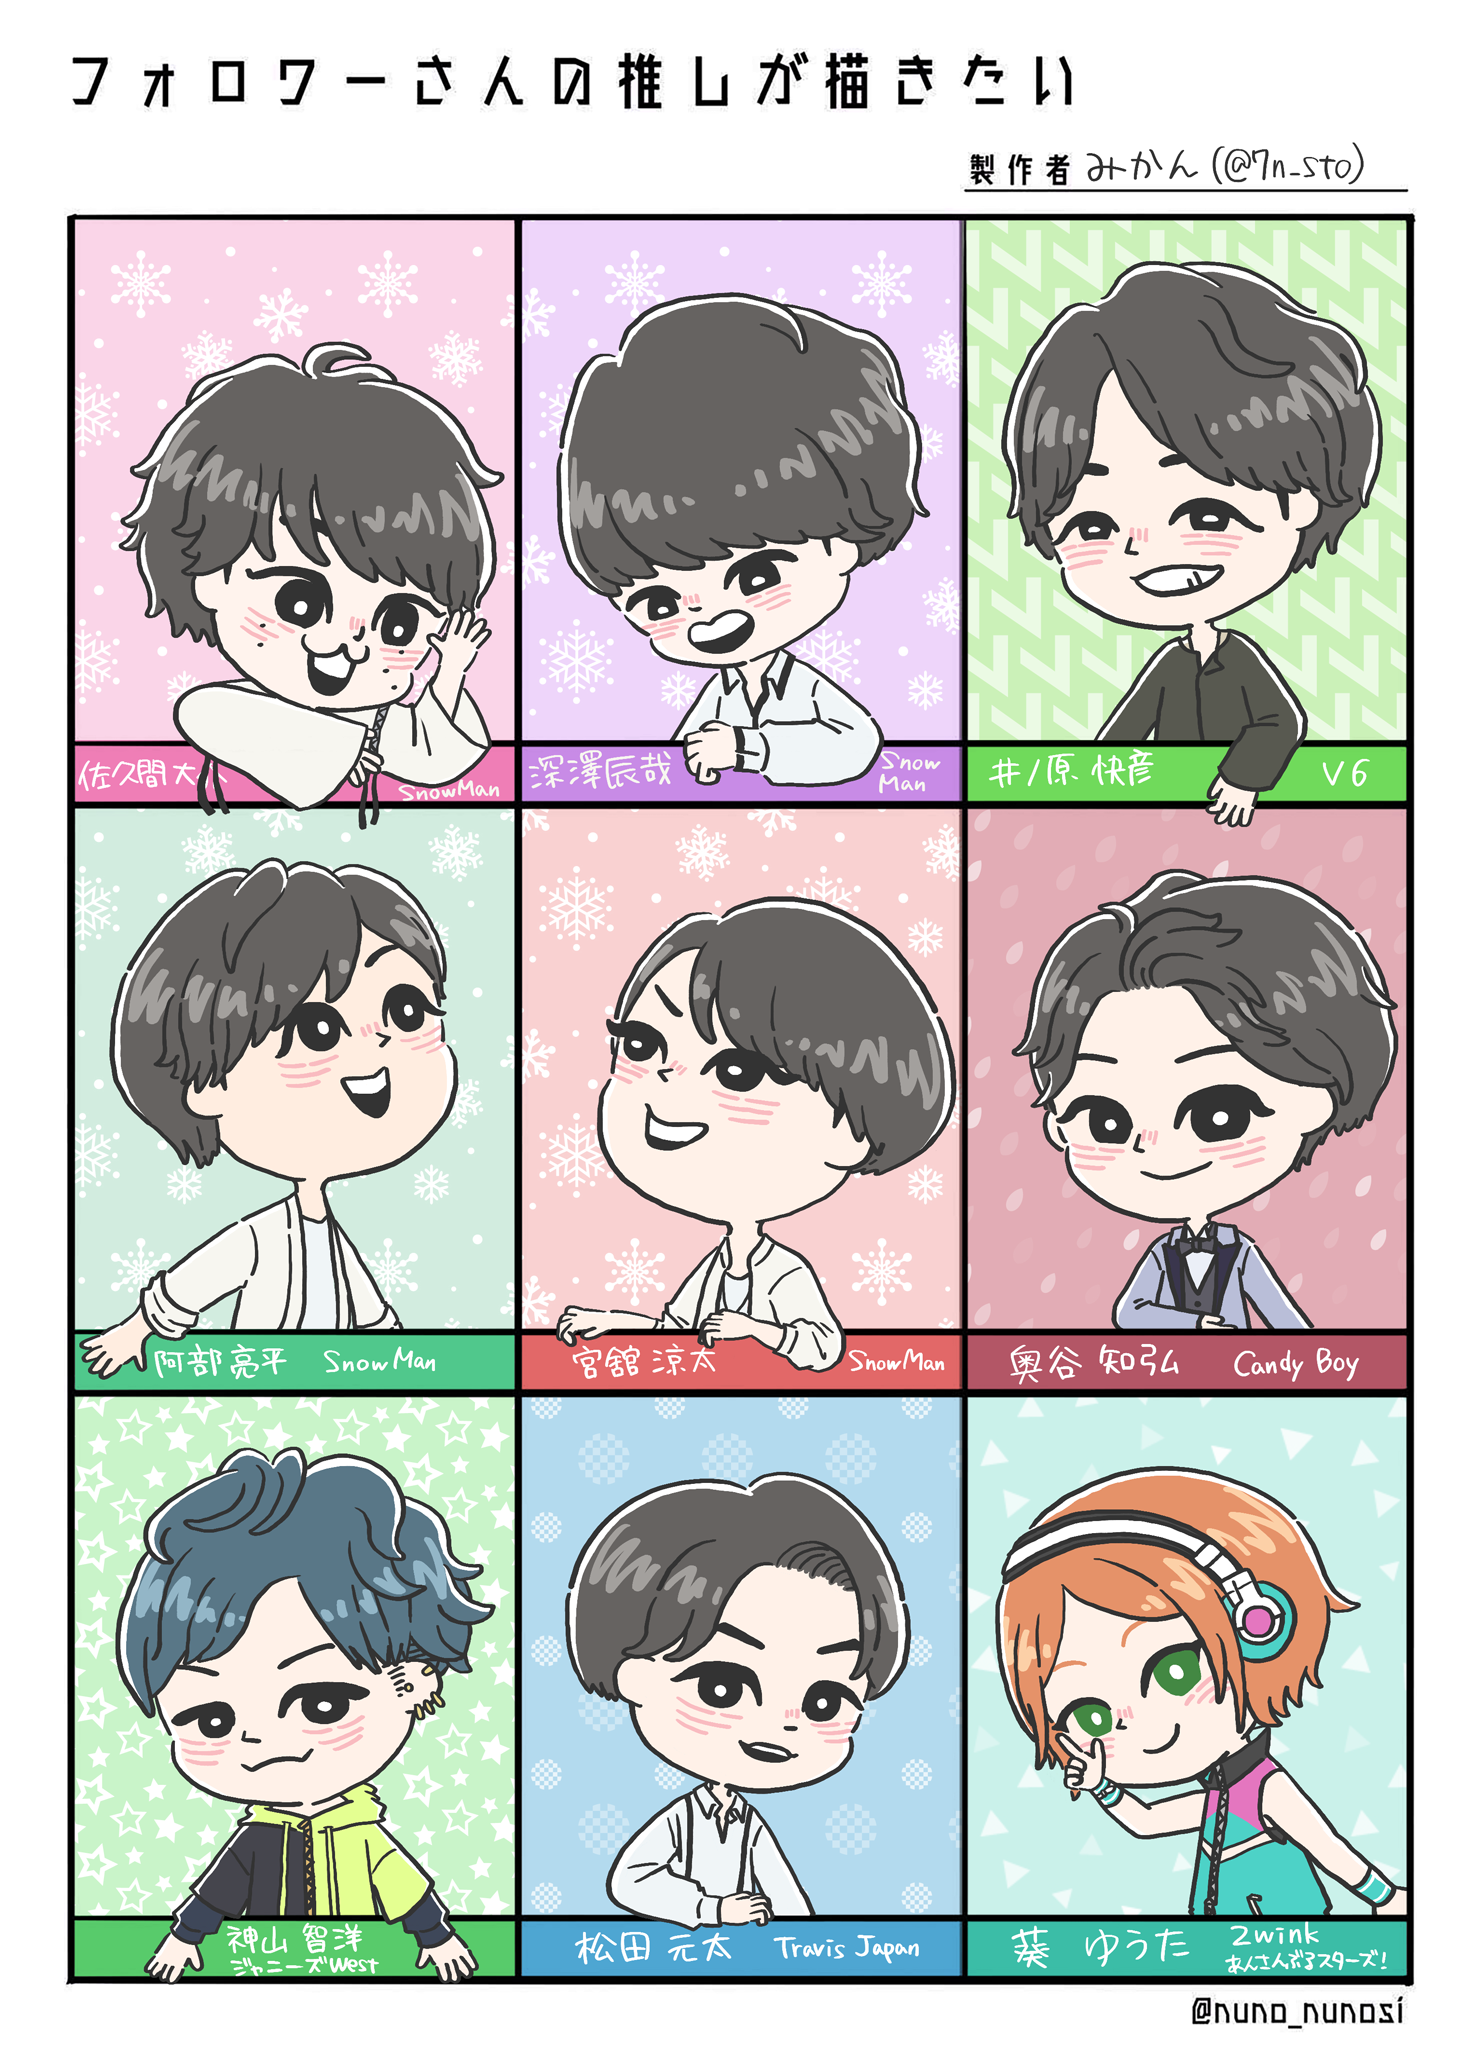 フォロワーさんの推しが描きたい
製作者 みかん(@7n_sto)
佐久間大
SnowMan
深澤辰哉
Snow
Man
井ノ原 快彦 V6
阿部亮平 SnowMan
宮舘涼太 SnowMan
奥谷 知弘 Candy Boy
神山 智洋
ジャニーズWest
松田 元太 Travis Japan
葵 ゆうた 2wink
あんさんぶるスターズ!
@nuno_nunosi